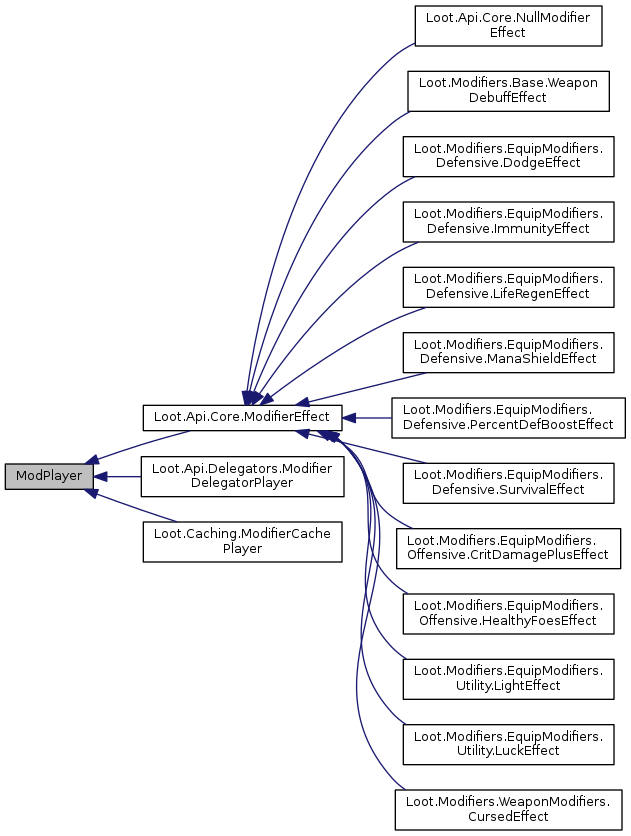 Loot.Api.Core.NullModifier
Effect
Loot.Modifiers.Base.Weapon
DebuffEffect
Loot.Modifiers.EquipModifiers.
Defensive.DodgeEffect
Loot.Modifiers.EquipModifiers.
Defensive.ImmunityEffect
Loot.Modifiers.EquipModifiers.
Defensive.LifeRegenEffect
Loot.Modifiers.EquipModifiers.
Defensive.ManaShieldEffect
Loot.Api.Core.ModifierEffect
Loot.Modifiers.EquipModifiers.
Defensive.PercentDefBoostEffect
ModPlayer
Loot.Api.Delegators.Modifier
DelegatorPlayer
Loot.Modifiers.EquipModifiers.
Defensive.SurvivalEffect
Loot.Caching.ModifierCache
Player
Loot.Modifiers.EquipModifiers.
Offensive.CritDamagePlusEffect
Loot.Modifiers.EquipModifiers.
Offensive.HealthyFoesEffect
Loot.Modifiers.EquipModifiers.
Utility.LightEffect
Loot.Modifiers.EquipModifiers.
Utility.LuckEffect
Loot.Modifiers.WeaponModifiers.
CursedEffect